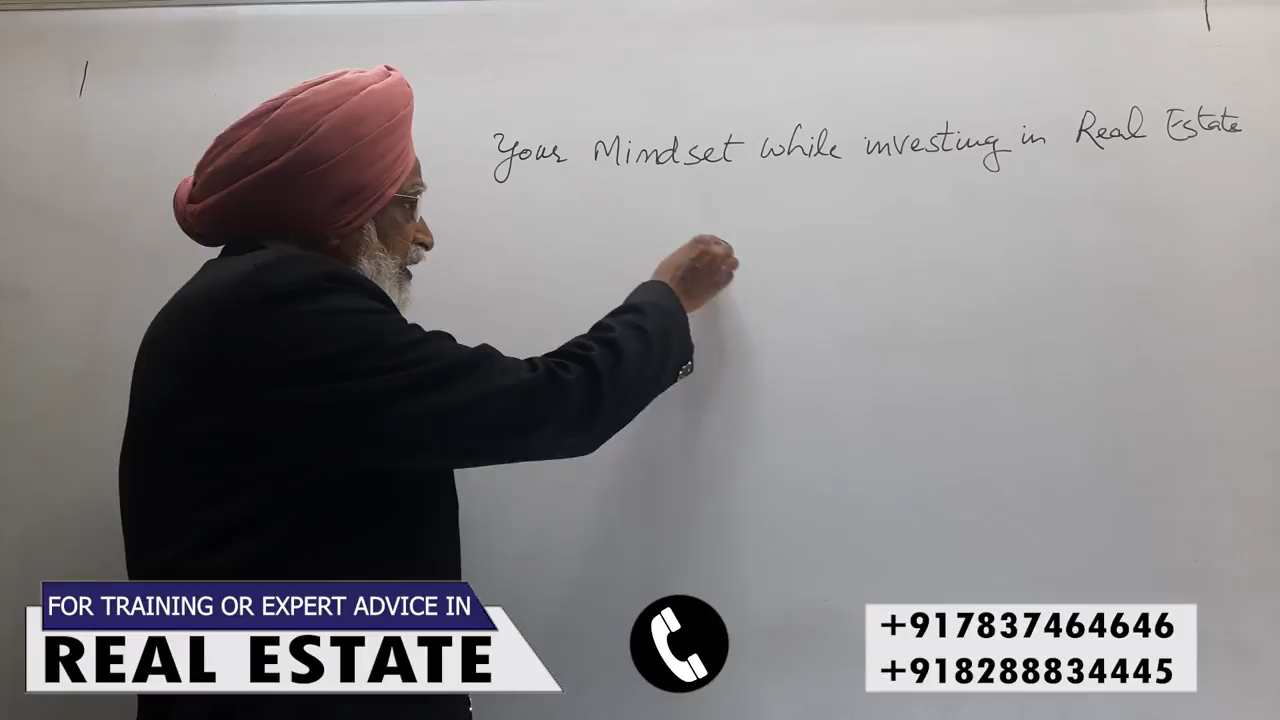 Your Mindset while investing in Real Estate
FOR TRAINING OR EXPERT ADVICE IN
REAL ESTATE
+917837464646
+918288834445